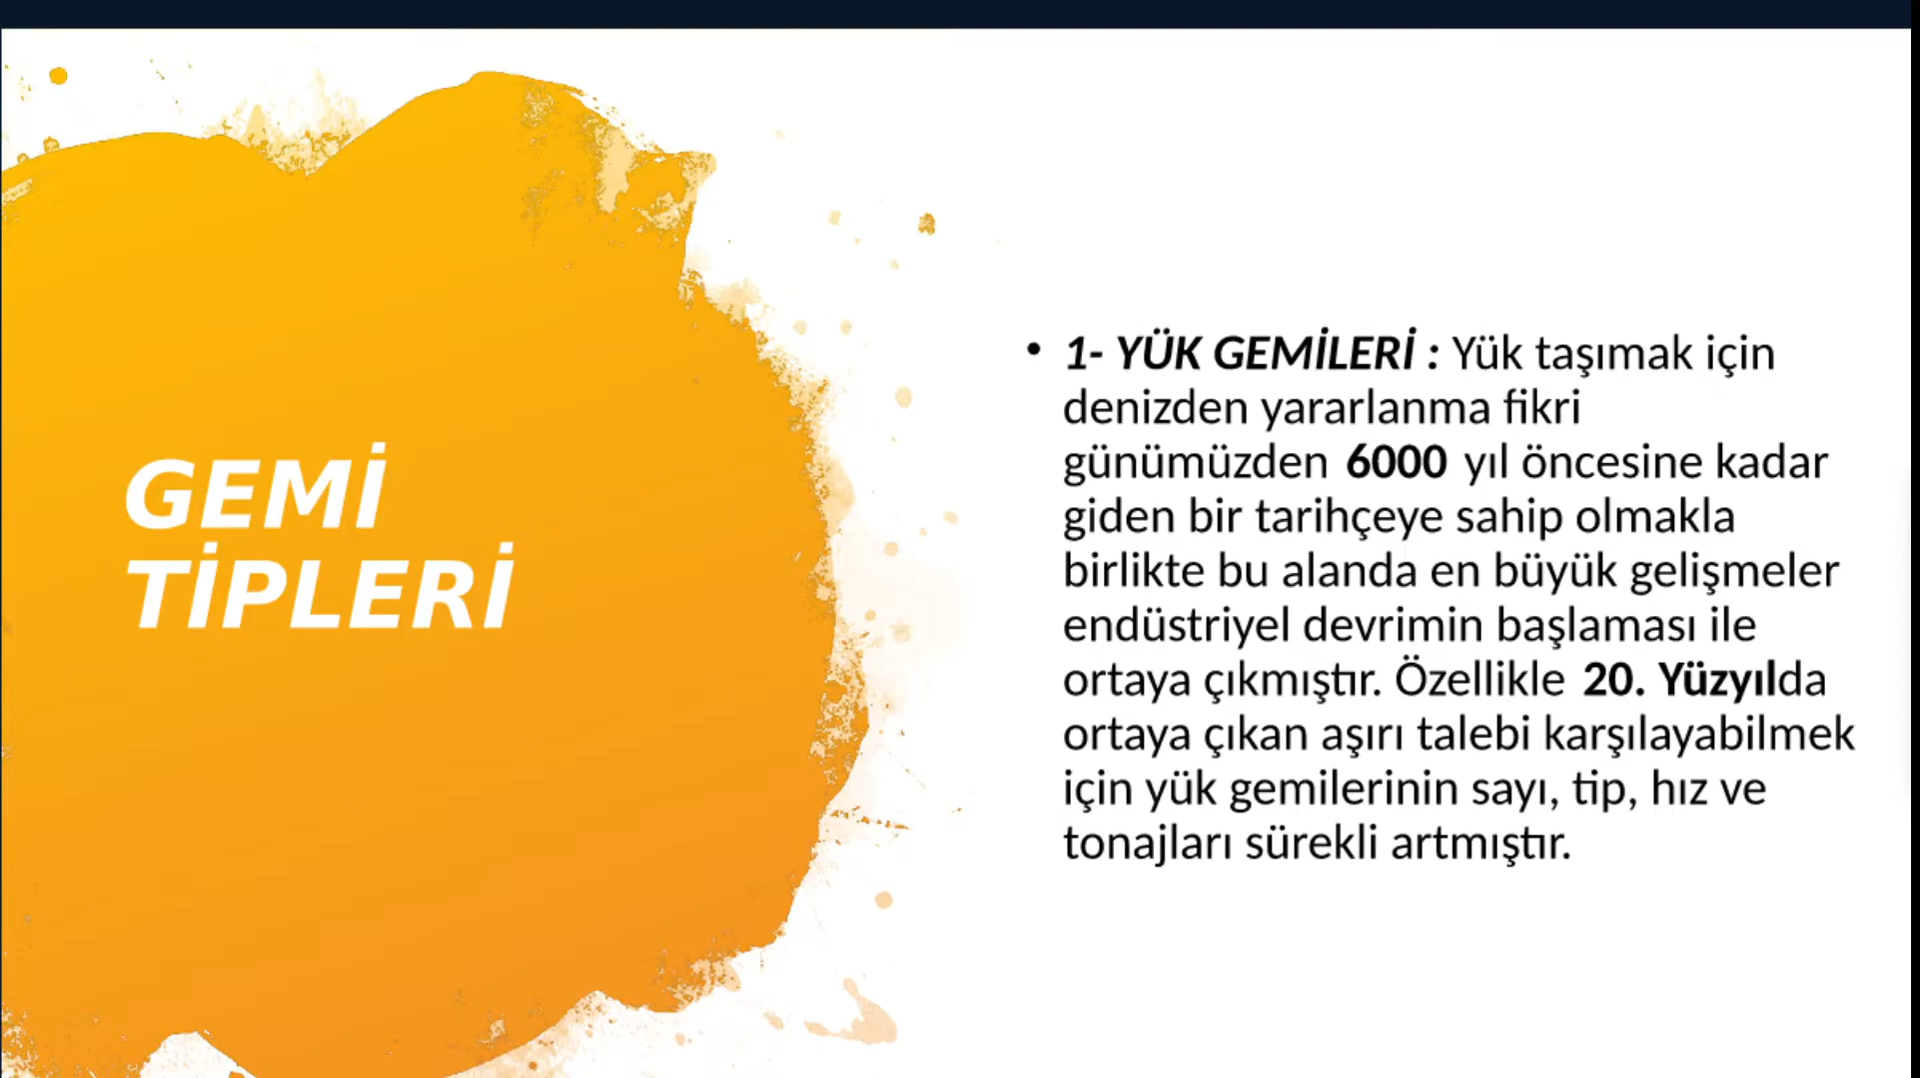 GEMİ
TİPLERİ
• 1- YÜK GEMİLERİ : Yük taşımak için
denizden yararlanma fikri
günümüzden 6000 yıl öncesine kadar
giden bir tarihçeye sahip olmakla
birlikte bu alanda en büyük gelişmeler
endüstriyel devrimin başlaması ile
ortaya çıkmıştır. Özellikle 20. Yüzyılda
ortaya çıkan aşırı talebi karşılayabilmek
için yük gemilerinin sayı, tip, hız ve
tonajları sürekli artmıştır.